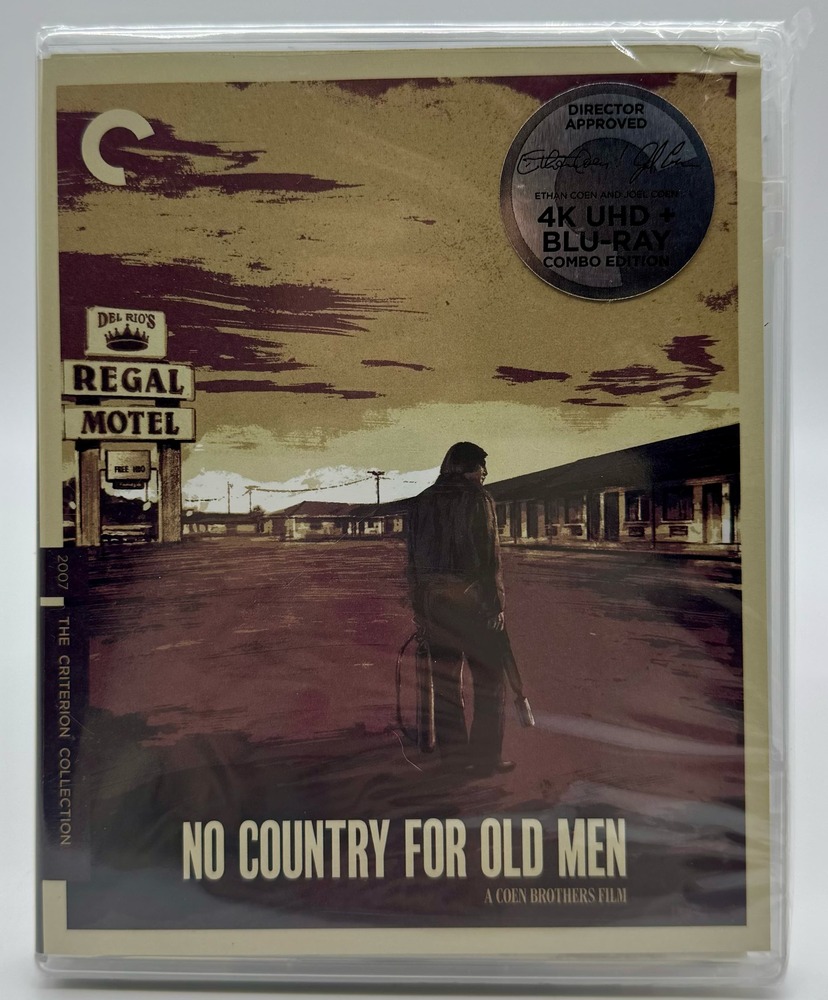 DIRECTOR
APPROVED
ETHAN COEN AND JOEL COEN
4K UHD +
BLU-RAY
COMBO EDITION
DEL RIO'S
REGAL
MOTEL
FREE HBO
2007
THE CRITERION COLLECTION
NO COUNTRY FOR OLD MEN
A COEN BROTHERS FILM